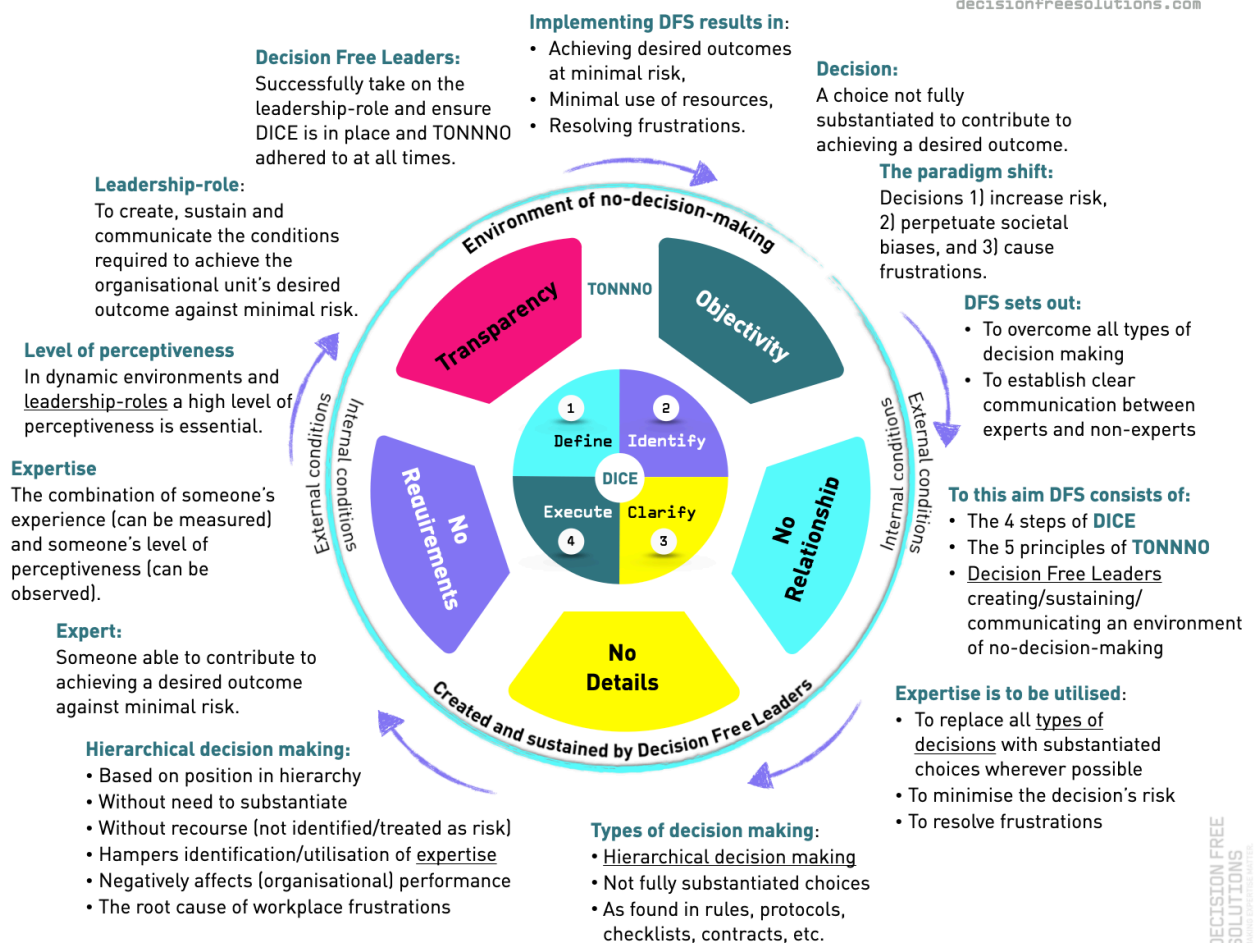 decisionfreesolutions.com
Implementing DFS results in:
• Achieving desired outcomes
at minimal risk,
• Minimal use of resources,
• Resolving frustrations.
Decision:
A choice not fully
substantiated to contribute to
achieving a desired outcome.
The paradigm shift:
Decisions 1) increase risk,
2) perpetuate societal
biases, and 3) cause
frustrations.
DFS sets out:
• To overcome all types of
decision making
• To establish clear
communication between
experts and non-experts
To this aim DFS consists of:
• The 4 steps of DICE
• The 5 principles of TONNNO
• Decision Free Leaders
creating/sustaining/
communicating an environment
of no-decision-making
Expertise is to be utilised:
• To replace all types of
decisions with substantiated
choices wherever possible
• To minimise the decision's risk
• To resolve frustrations
Types of decision making:
• Hierarchical decision making
• Not fully substantiated choices
• As found in rules, protocols,
checklists, contracts, etc.
Hierarchical decision making:
• Based on position in hierarchy
• Without need to substantiate
• Without recourse (not identified/treated as risk)
• Hampers identification/utilisation of expertise
• Negatively affects (organisational) performance
• The root cause of workplace frustrations
Expert:
Someone able to contribute to
achieving a desired outcome
against minimal risk.
Expertise
The combination of someone's
experience (can be measured)
and someone's level of
perceptiveness (can be
observed).
Level of perceptiveness
In dynamic environments and
leadership-roles a high level of
perceptiveness is essential.
Leadership-role:
To create, sustain and
communicate the conditions
required to achieve the
organisational unit's desired
outcome against minimal risk.
Decision Free Leaders:
Successfully take on the
leadership-role and ensure
DICE is in place and TONNNO
adhered to at all times.
Environment of no-decision-making
External conditions
Internal conditions
Internal conditions
External conditions
Created and sustained by Decision Free Leaders
TONNNO
Transparency
Objectivity
No
Relationship
No
Details
No
Requirements
DICE
1
Define
2
Identify
Clarify
3
Execute
4
DECISION FREE
SOLUTIONS